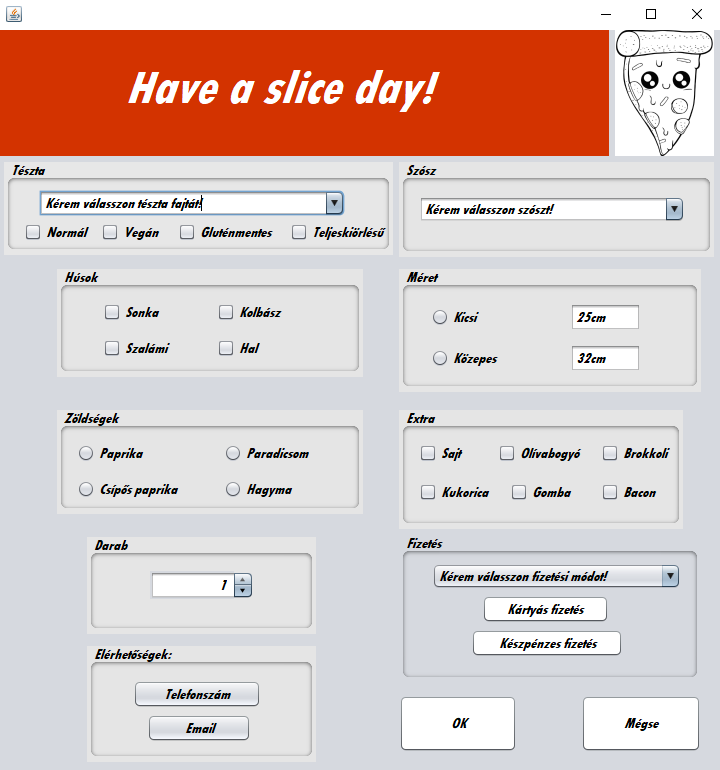 Have a slice day!
Tészta
Kérem válasszon tészta fajtát!
Normál Vegán Gluténmentes Teljeskiörlésű
Szósz
Kérem válasszon szószt!
Húsok
Sonka Kolbász
Szalámi Hal
Méret
Kicsi 25cm
Közepes 32cm
Zöldségek
Paprika Paradicsom
Csípős paprika Hagyma
Extra
Sajt Olívabogyó Brokkoli
Kukorica Gomba Bacon
Darab
1
Fizetés
Kérem válasszon fizetési módot!
Kártyás fizetés
Készpénzes fizetés
Elérhetőségek:
Telefonszám
Email
OK Mégse